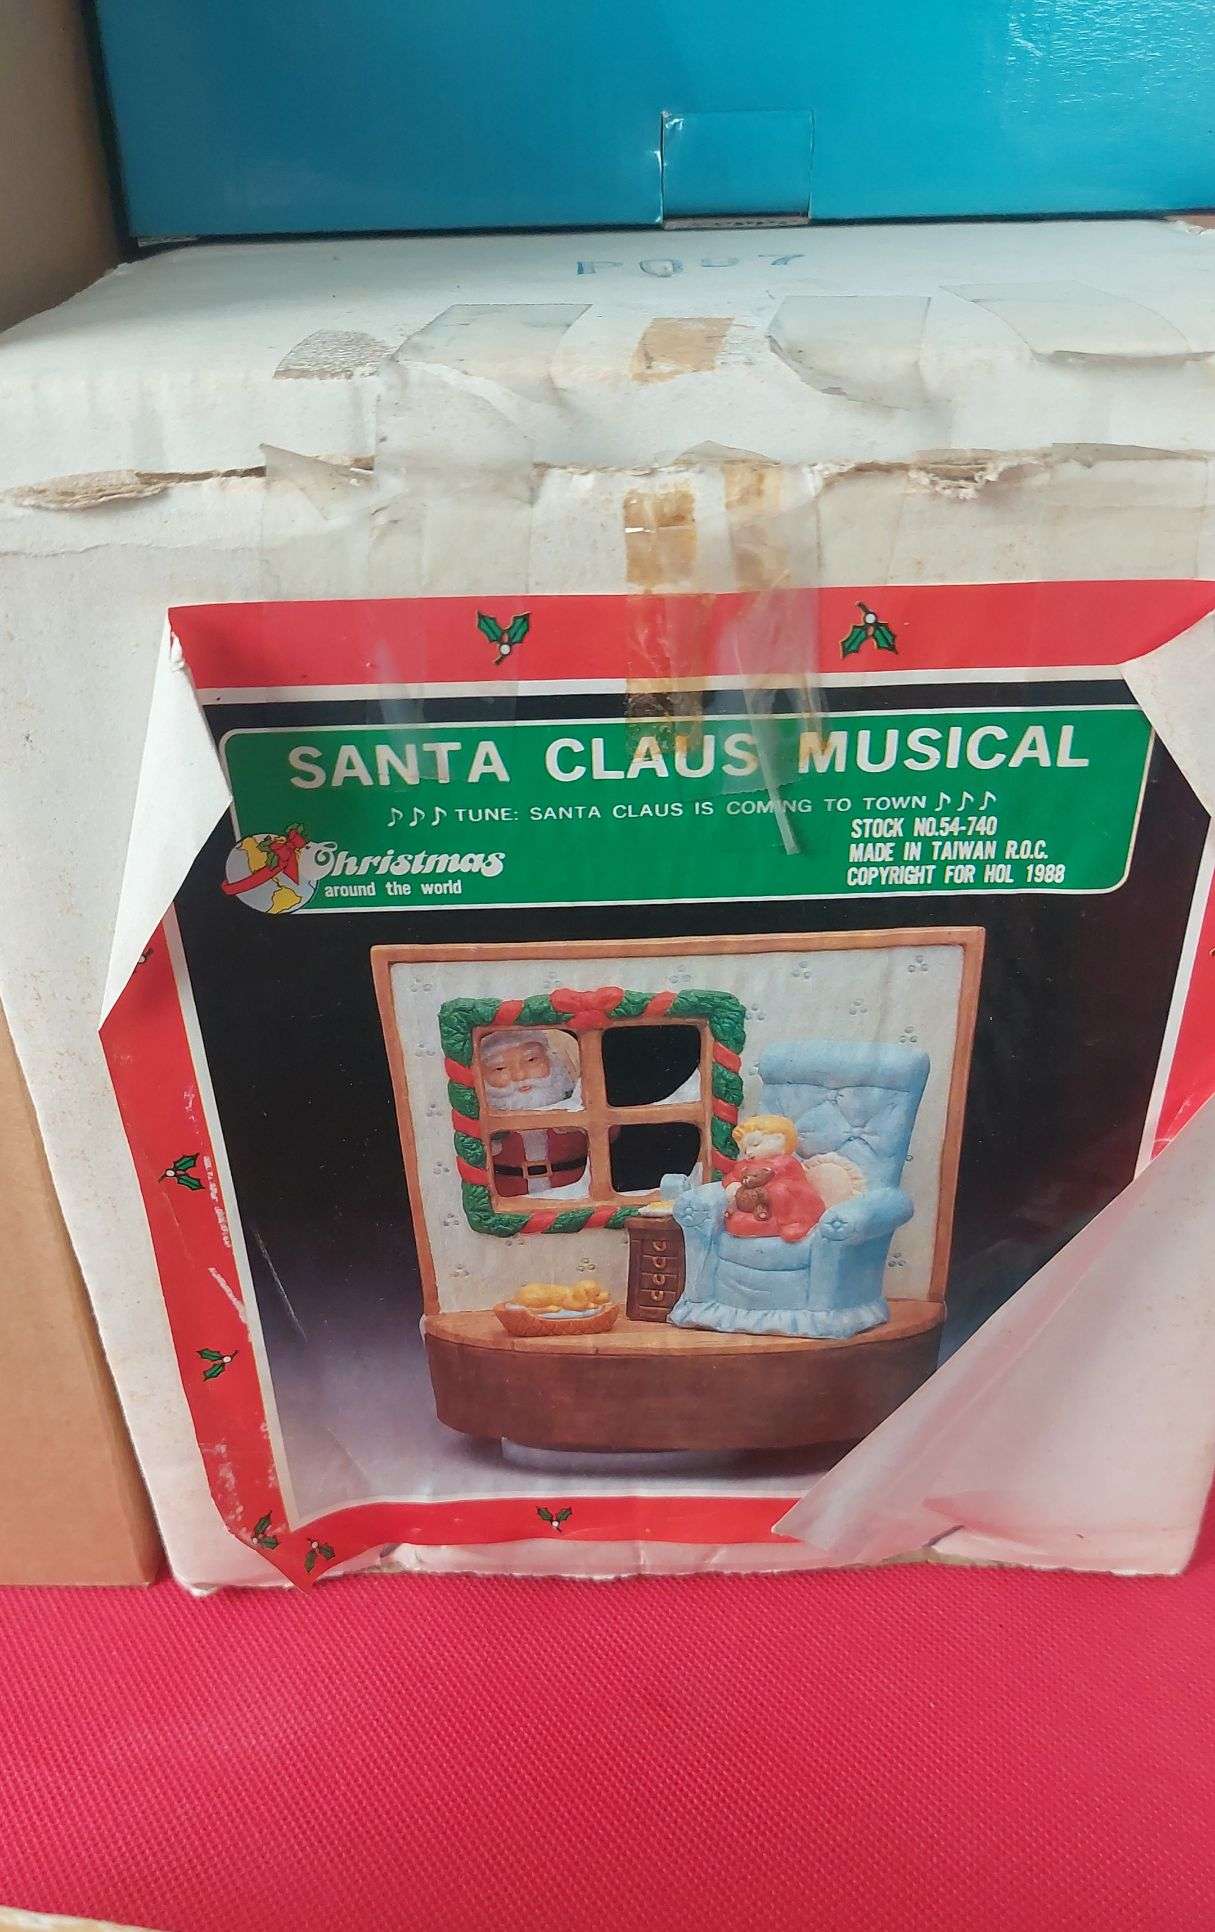 SANTA CLAUS MUSICAL
TUNE: SANTA CLAUS IS COMING TO TOWN
STOCK NO.54-740
MADE IN TAIWAN R.O.C.
COPYRIGHT FOR HOL 1988
Christmas
around the world